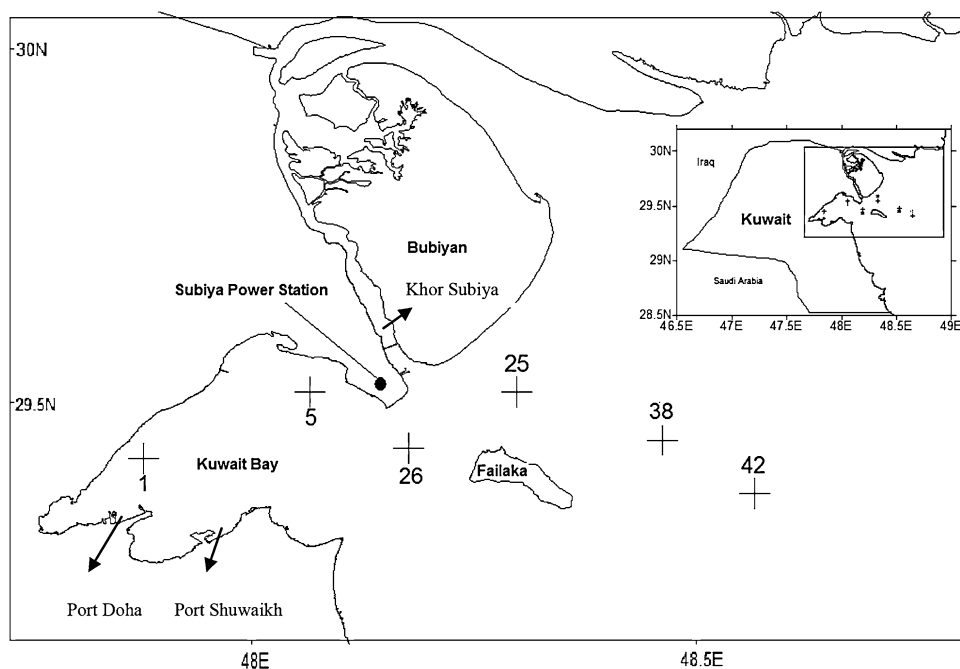 30N
Iraq
30N
Kuwait
29.5N
Bubiyan
Khor Subiya
29N
Saudi Arabia
Subiya Power Station
28.5N
46.5E 47E 47.5E 48E 48.5E 49E
25
5
29.5N
38
26
Kuwait Bay
Failaka
42
1
Port Doha
Port Shuwaikh
48E
48.5E